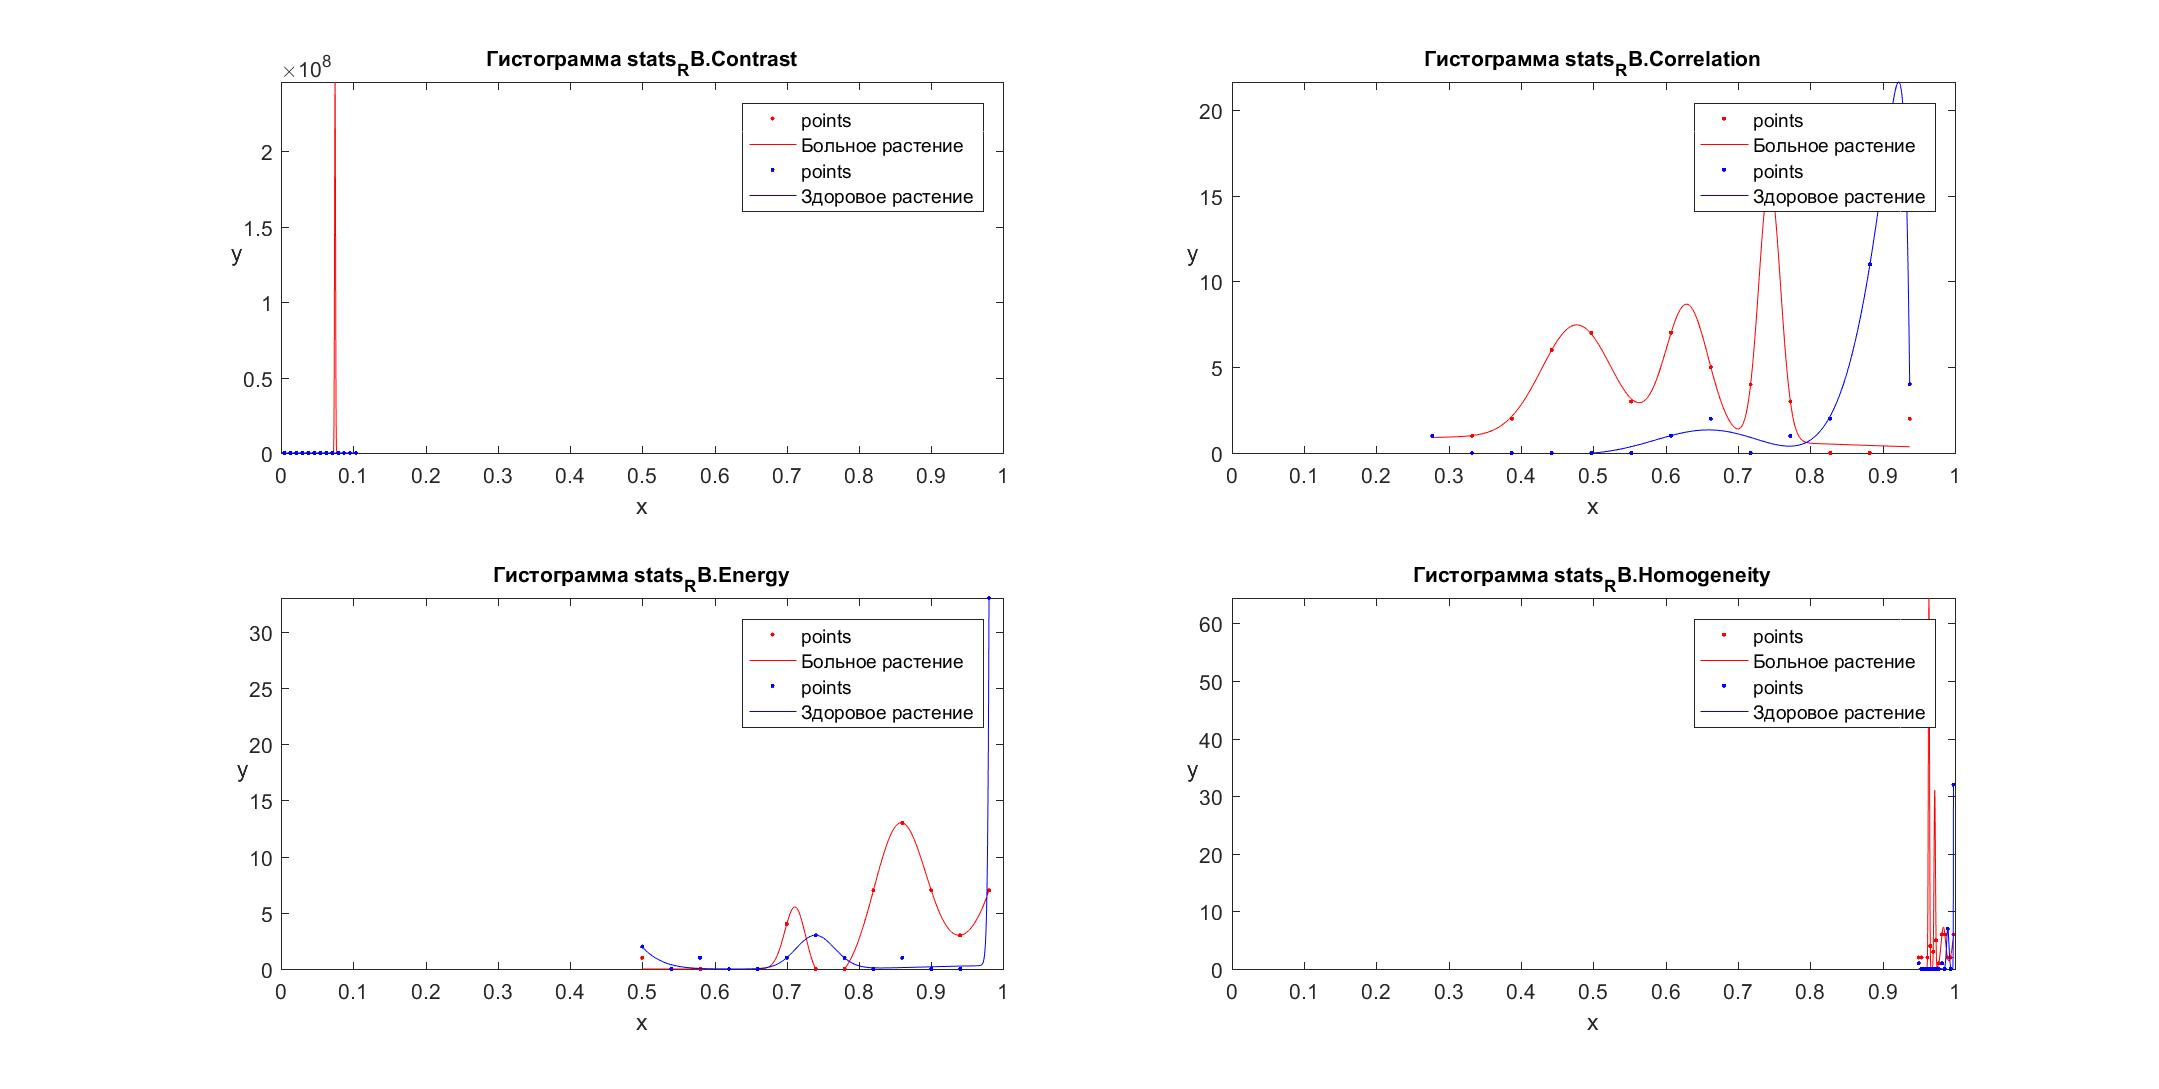 Гистограмма stats_RB.Contrast
×10^8
2
1.5
y
1
0.5
0
0 0.1 0.2 0.3 0.4 0.5 0.6 0.7 0.8 0.9 1
x
points
Больное растение
points
Здоровое растение
Гистограмма stats_RB.Correlation
20
15
y
10
5
0
0 0.1 0.2 0.3 0.4 0.5 0.6 0.7 0.8 0.9 1
x
points
Больное растение
points
Здоровое растение
Гистограмма stats_RB.Energy
30
25
20
y
15
10
5
0
0 0.1 0.2 0.3 0.4 0.5 0.6 0.7 0.8 0.9 1
x
points
Больное растение
points
Здоровое растение
Гистограмма stats_RB.Homogeneity
60
50
40
y
30
20
10
0
0 0.1 0.2 0.3 0.4 0.5 0.6 0.7 0.8 0.9 1
x
points
Больное растение
points
Здоровое растение